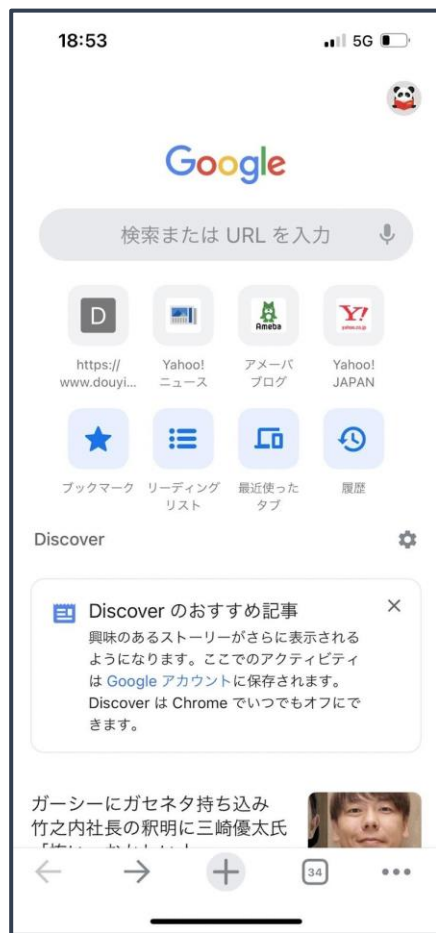 18:53
5G
Google
検索または URL を入力
D
Ameba
Y!
yahoo.co.jp
https://
www.douyi...
Yahoo!
ニュース
アメーバ
ブログ
Yahoo!
JAPAN
ブックマーク
リーディング
リスト
最近使った
タブ
履歴
Discover
Discover のおすすめ記事
興味のあるストーリーがさらに表示される
ようになります。ここでのアクティビティ
は Google アカウントに保存されます。
Discover は Chrome でいつでもオフにで
きます。
ガーシーにガセネタ持ち込み
竹之内社長の釈明に三崎優太氏
34